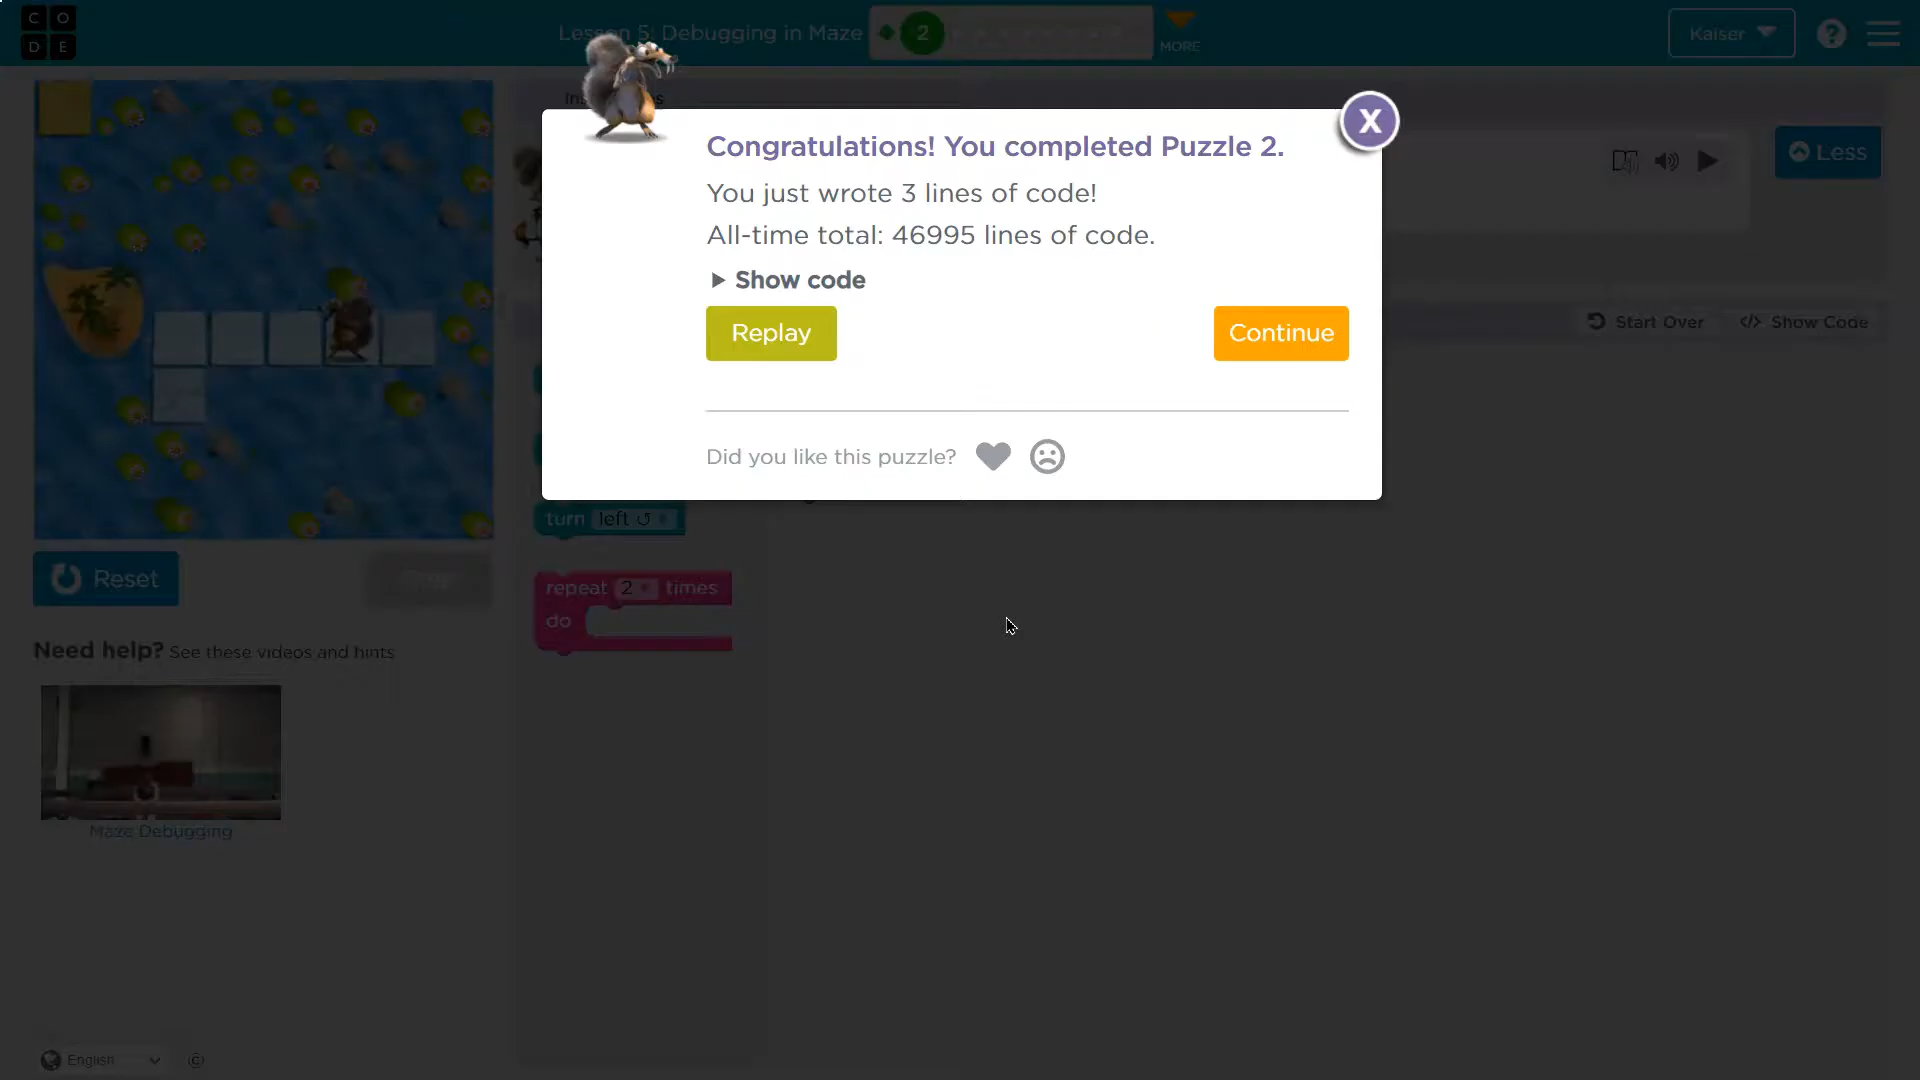 C O
D E
Lesson 5: Debugging in Maze
2
MORE
Kaiser
?
X
Congratulations! You completed Puzzle 2.
You just wrote 3 lines of code!
All-time total: 46995 lines of code.
Show code
Replay
Continue
Did you like this puzzle?
Less
Start Over
Show Code
turn left
repeat 2 times
do
Reset
Need help? See these videos and hints
Maze Debugging
English
©